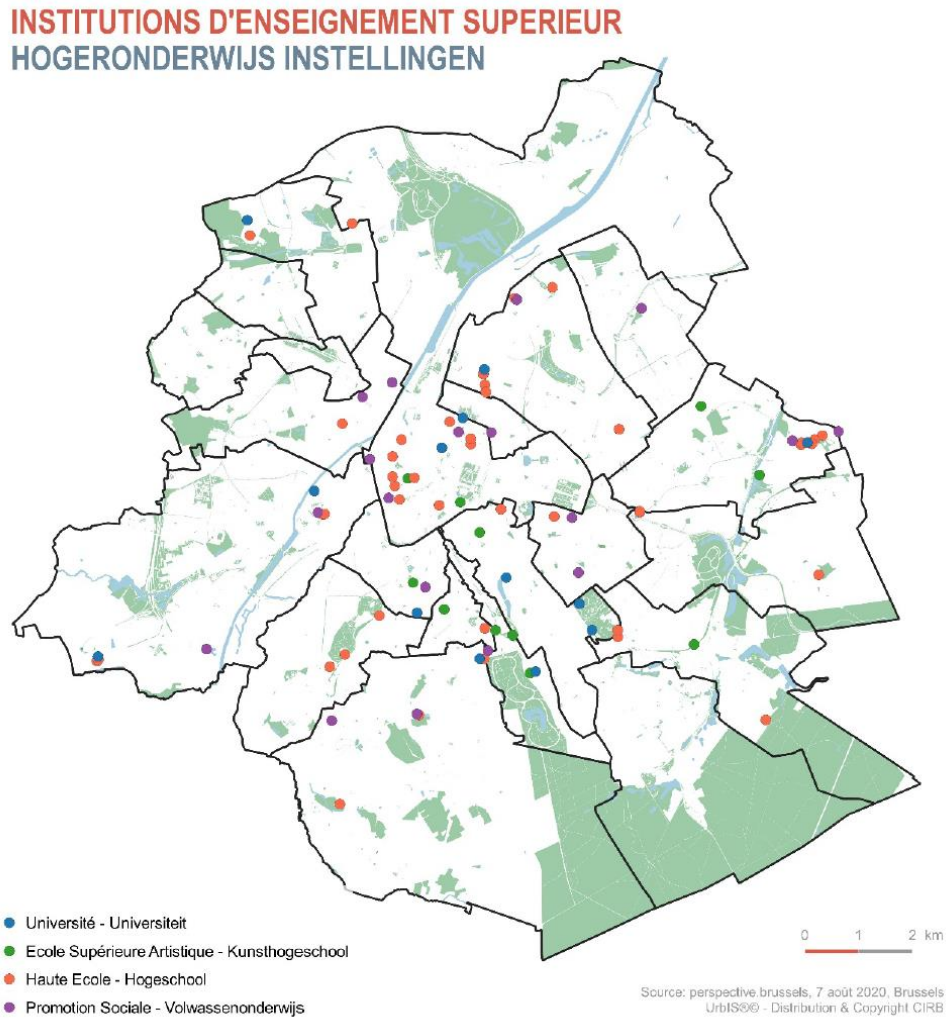 INSTITUTIONS D'ENSEIGNEMENT SUPERIEUR
HOGERONDERWIJS INSTELLINGEN
Université - Universiteit
Ecole Supérieure Artistique - Kunsthogeschool
Haute Ecole - Hogeschool
Promotion Sociale - Volwassenonderwijs
0 1 2 km
Source: perspective.brussels, 7 août 2020, Brussels
UrbIS®© - Distribution & Copyright CIRB